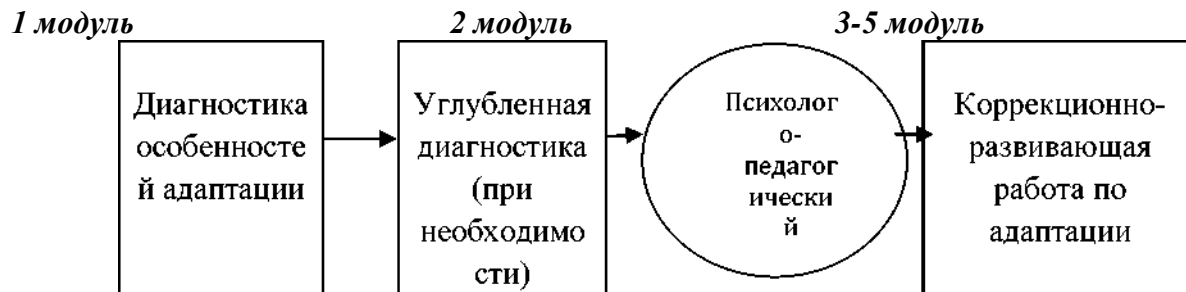 1 модуль
2 модуль
3-5 модуль
Диагностика
особенносте
й адаптации
Углубленная
диагностика
(при
необходимо
сти)
Психолог
о-
педагог
ически
й
Коррекционно-
развивающая
работа по
адаптации